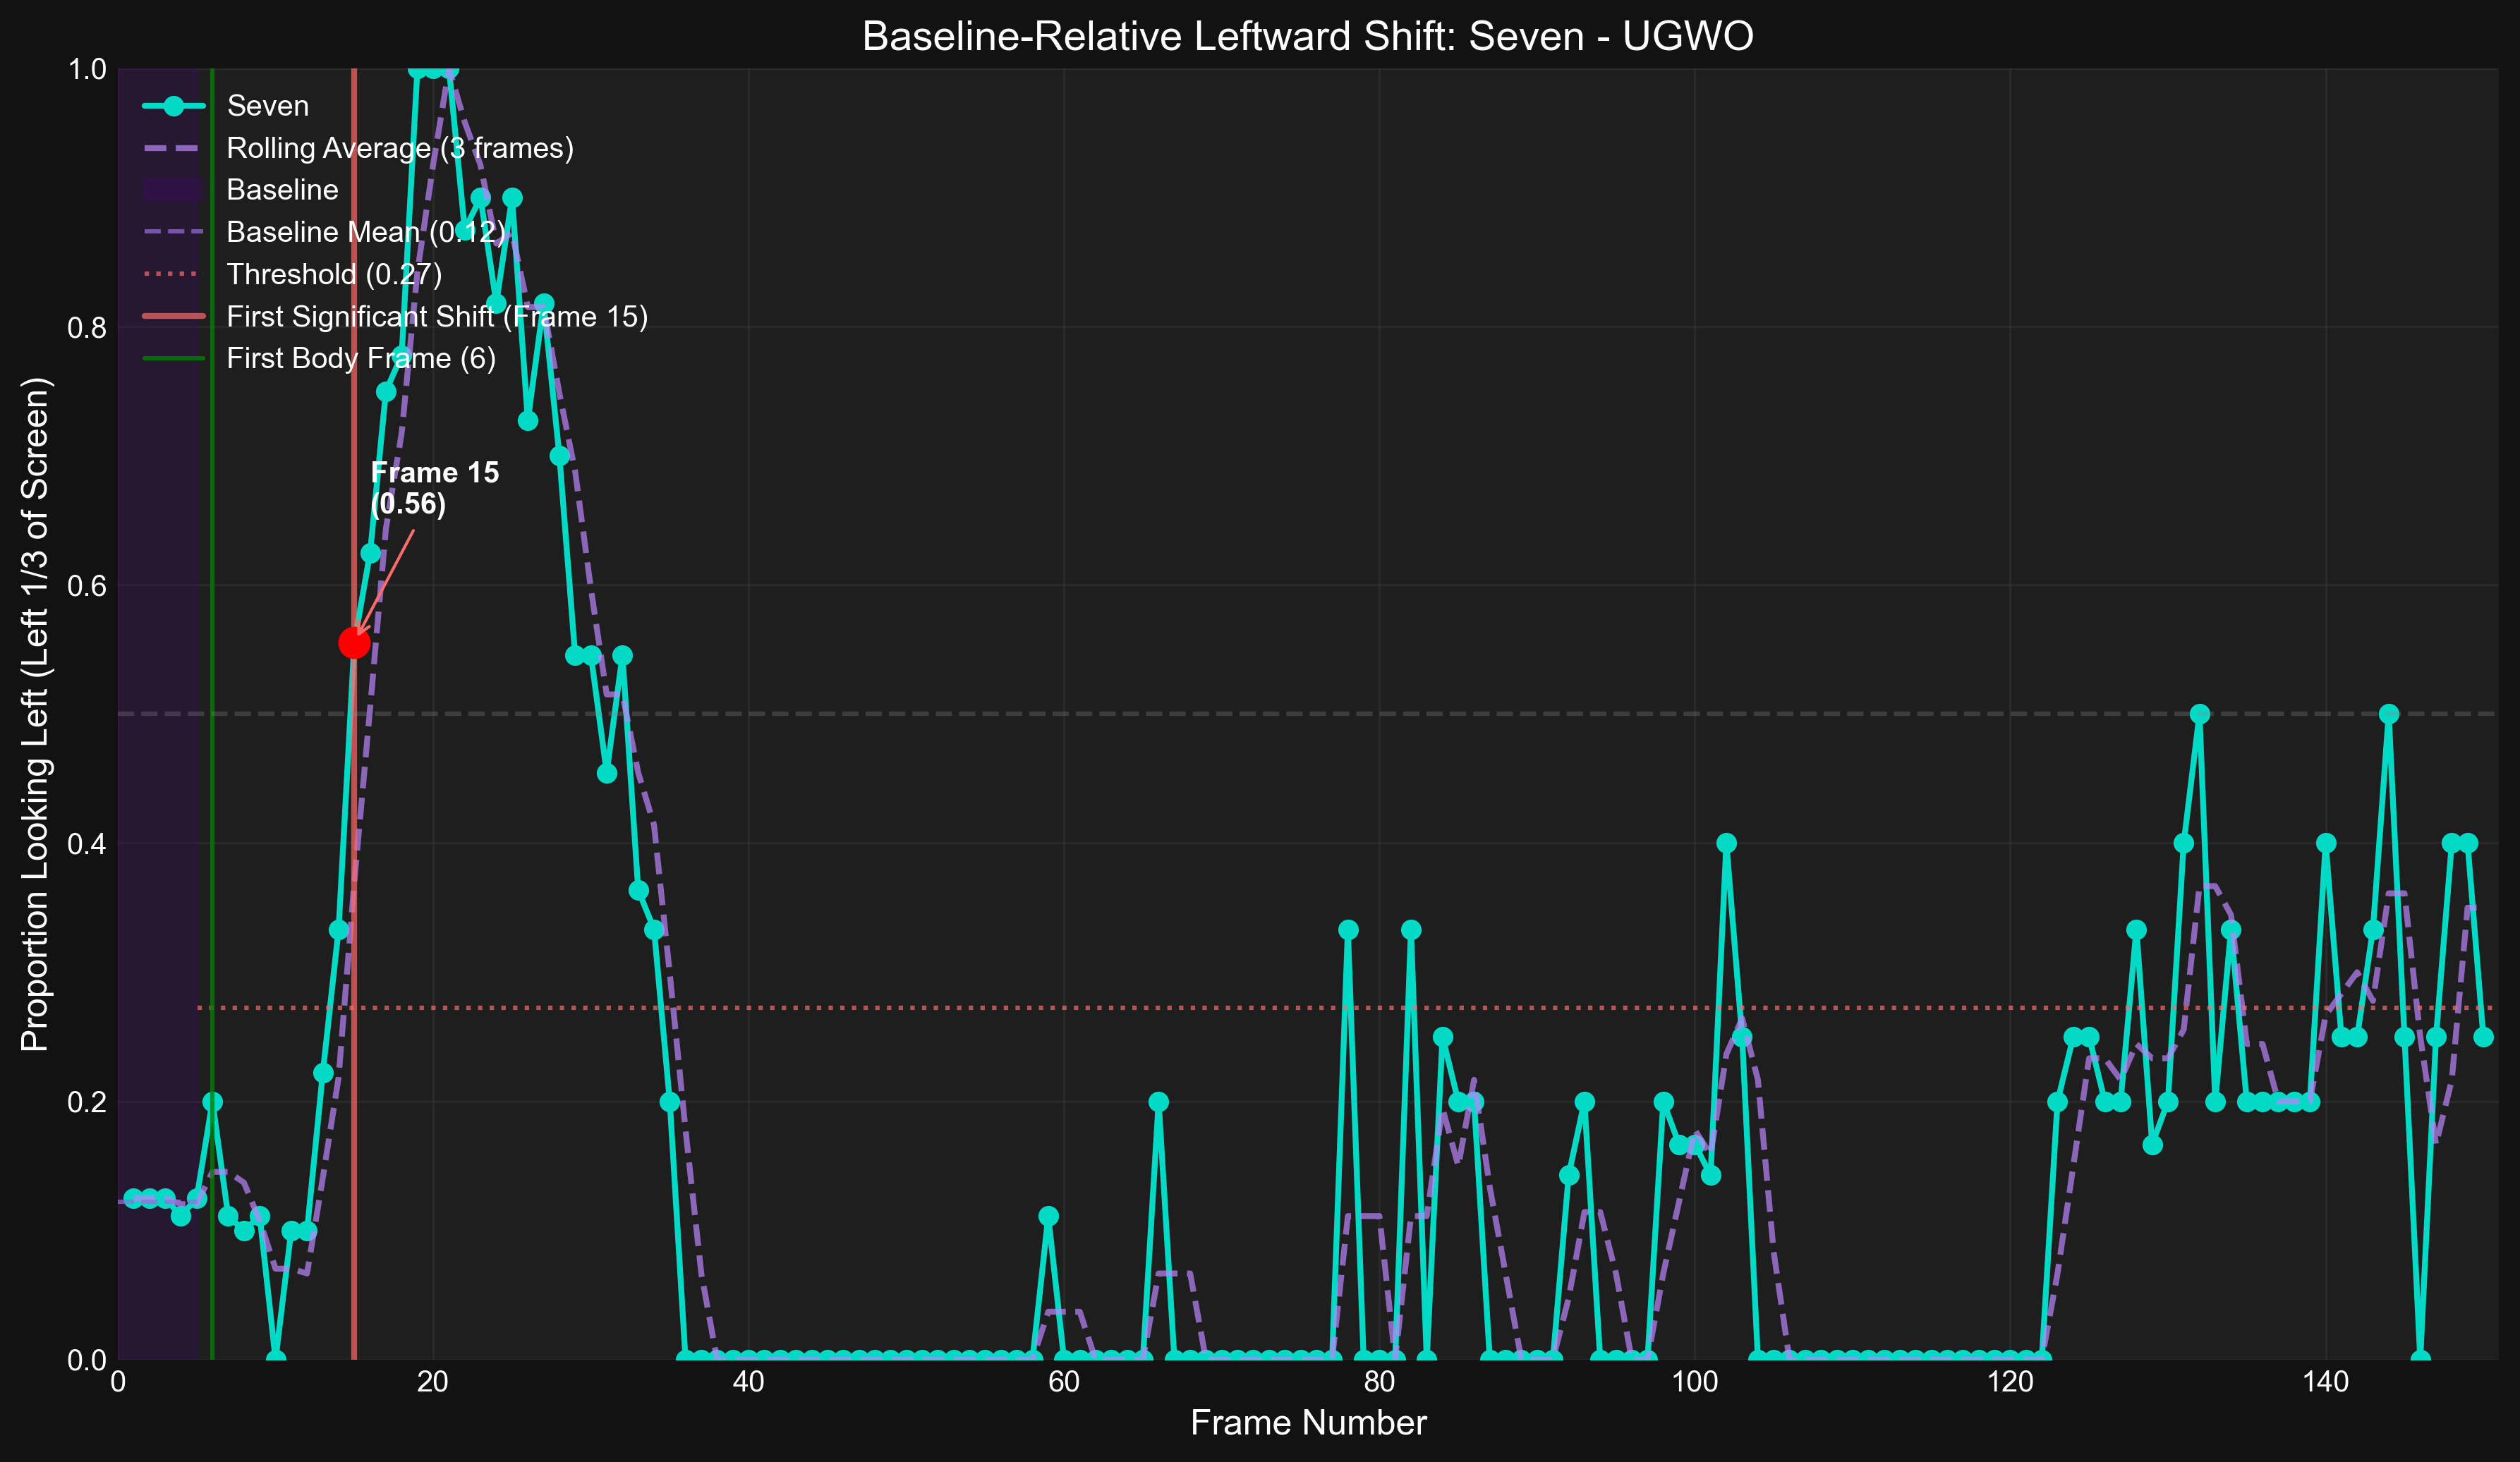 Baseline-Relative Leftward Shift: Seven - UGWO
1.0
0.8
0.6
0.4
0.2
0.0
Proportion Looking Left (Left 1/3 of Screen)
Seven
Rolling Average (3 frames)
Baseline
Baseline Mean (0.12)
Threshold (0.27)
First Significant Shift (Frame 15)
First Body Frame (6)
Frame 15
(0.56)
0 20 40 60 80 100 120 140
Frame Number